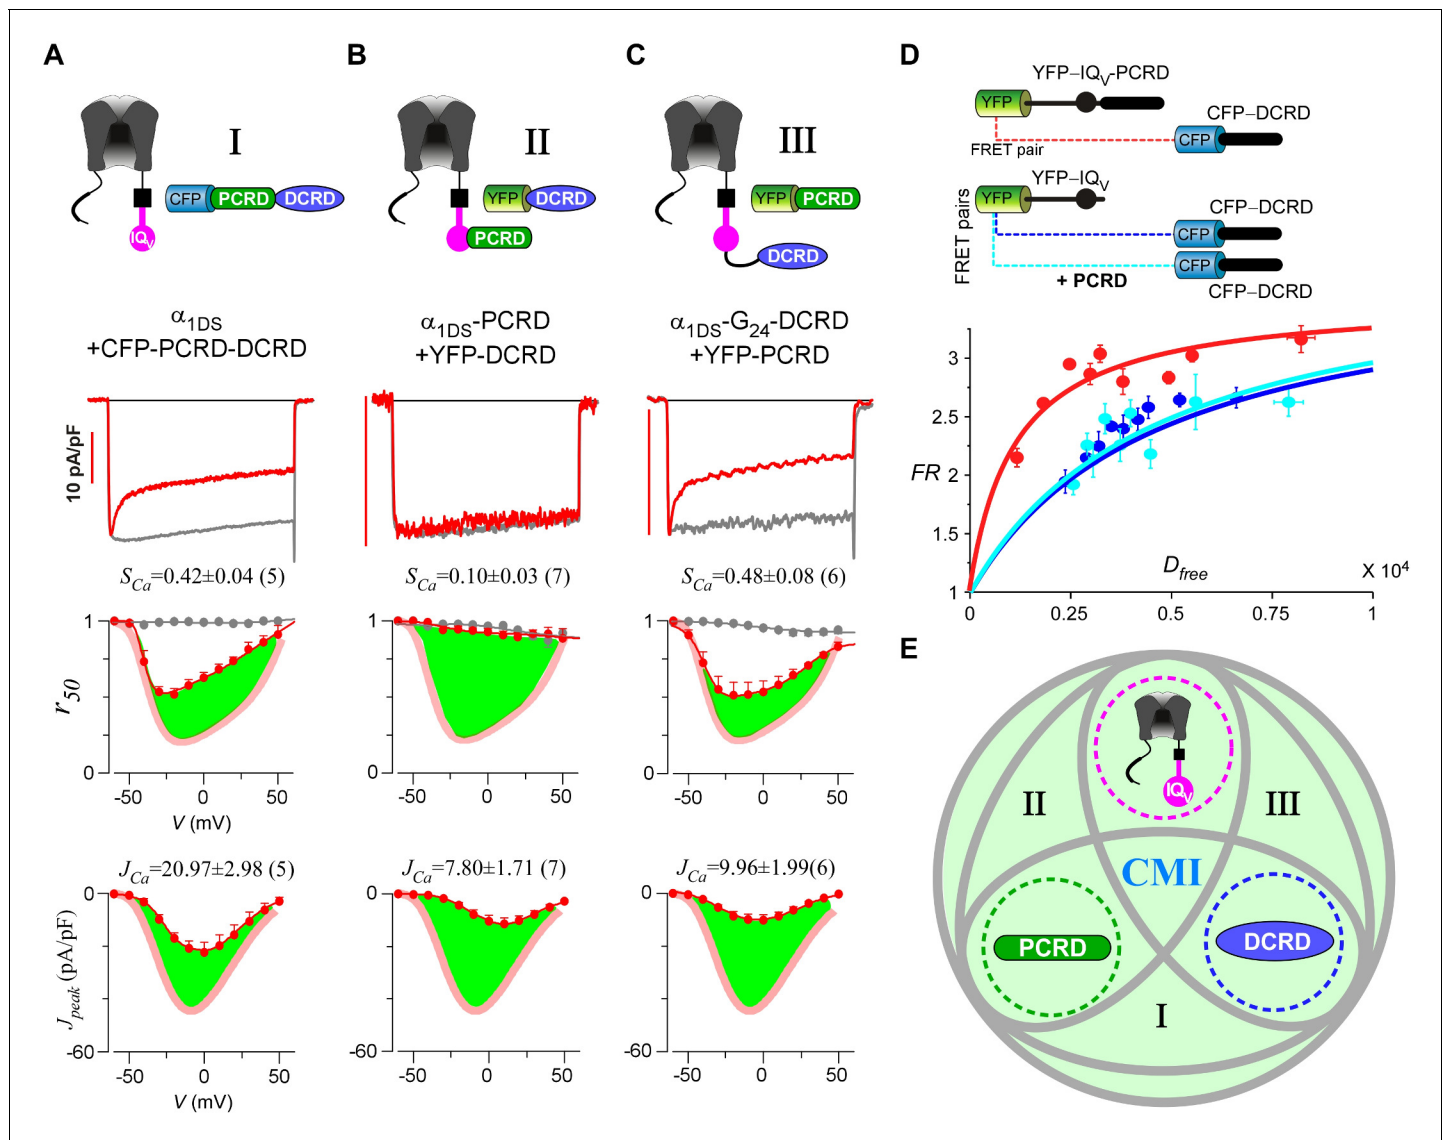 A
I
CFP PCRD DCRD
IQV
α1DS
+CFP-PCRD-DCRD
10 pA/pF
SCa=0.42±0.04 (5)
1
r50
0
-50 0 50
V (mV)
JCa=20.97±2.98 (5)
0
Jpeak (pA/pF)
-60
-50 0 50
V (mV)
B
II
YFP DCRD
PCRD
α1DS-PCRD
+YFP-DCRD
SCa=0.10±0.03 (7)
1
0
-50 0 50
JCa=7.80±1.71 (7)
0
-60
-50 0 50
C
III
YFP PCRD
DCRD
α1DS-G24-DCRD
+YFP-PCRD
SCa=0.48±0.08 (6)
1
0
-50 0 50
JCa=9.96±1.99(6)
0
-60
-50 0 50
D
YFP–IQV-PCRD
YFP
CFP–DCRD
CFP
FRET pair
YFP–IQV
YFP
CFP–DCRD
CFP
FRET pairs
CFP
+ PCRD
CFP–DCRD
3
2.5
FR
2
1.5
1
Dfree
X 10^4
0 0.25 0.5 0.75 1
E
IQV
II
III
CMI
PCRD
DCRD
I